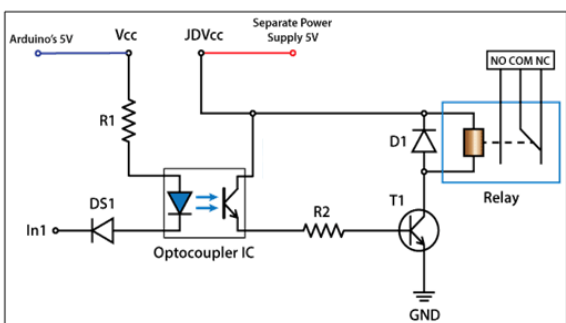 Arduino's 5V
Vcc
JDVcc
Separate Power
Supply 5V
NO COM NC
R1
D1
Relay
DS1
T1
R2
In1
Optocoupler IC
GND